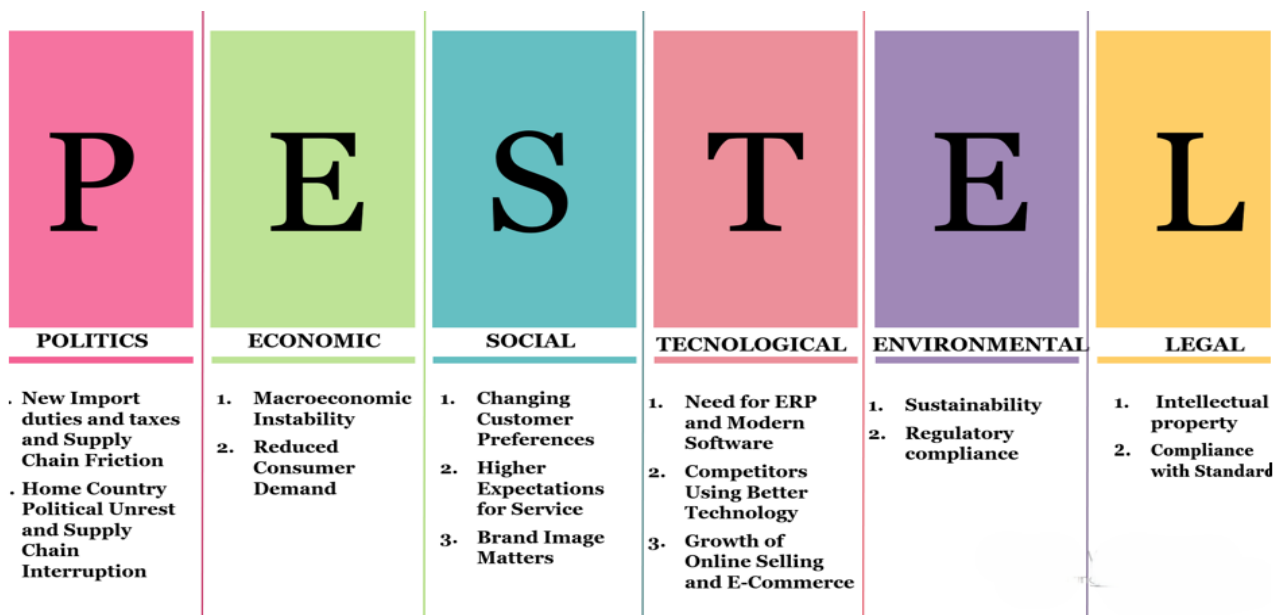 P
E
S
T
E
L
POLITICS
. New Import
duties and taxes
and Supply
Chain Friction
. Home Country
Political Unrest
and Supply
Chain
Interruption
ECONOMIC
1. Macroeconomic
Instability
2. Reduced
Consumer
Demand
SOCIAL
1. Changing
Customer
Preferences
2. Higher
Expectations
for Service
3. Brand Image
Matters
TECNOLOGICAL
1. Need for ERP
and Modern
Software
2. Competitors
Using Better
Technology
3. Growth of
Online Selling
and E-Commerce
ENVIRONMENTAL
1. Sustainability
2. Regulatory
compliance
LEGAL
1. Intellectual
property
2. Compliance
with Standard